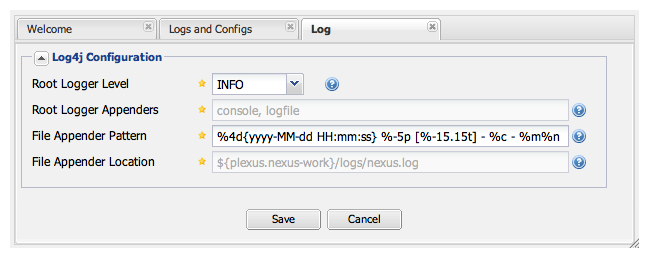 Welcome Logs and Configs Log
Log4j Configuration
Root Logger Level INFO
Root Logger Appenders console, logfile
File Appender Pattern %4d{yyyy-MM-dd HH:mm:ss} %-5p [%-15.15t] - %c - %m%n
File Appender Location ${plexus.nexus-work}/logs/nexus.log
Save Cancel